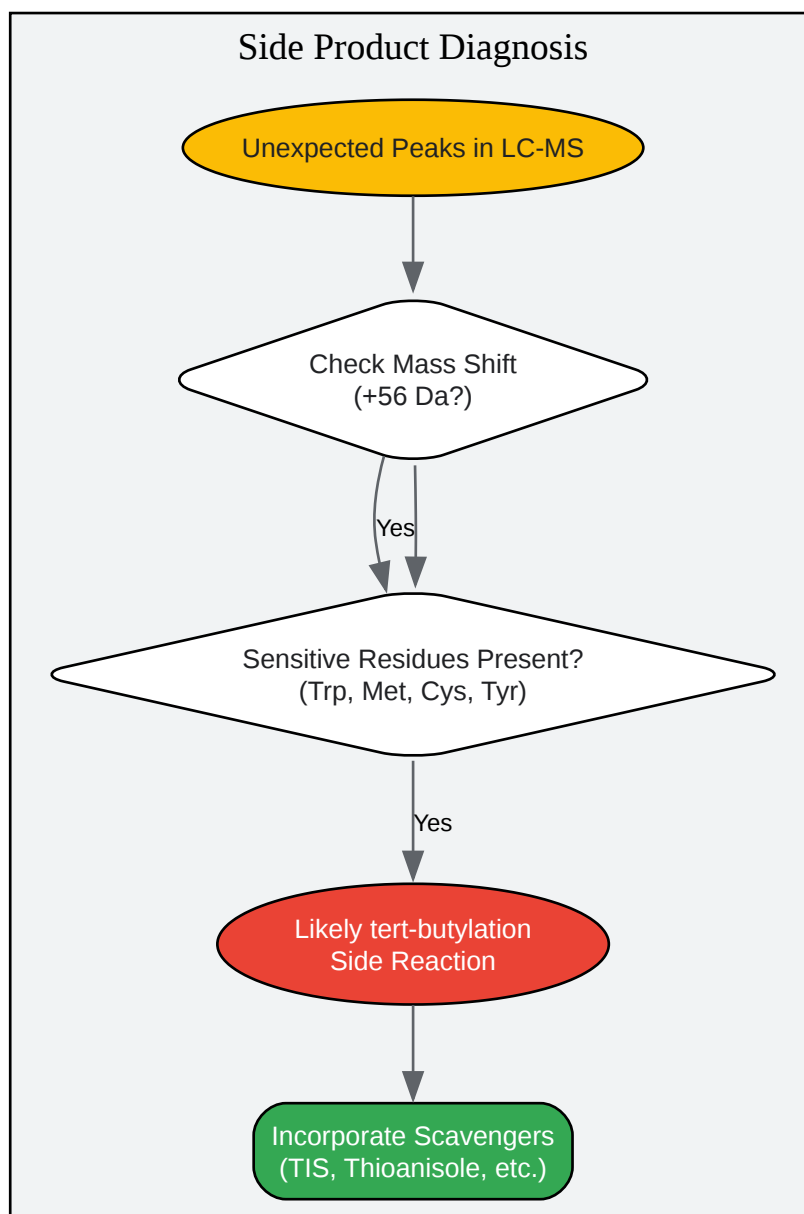 Side Product Diagnosis
Unexpected Peaks in LC-MS
Check Mass Shift
(+56 Da?)
Yes
Sensitive Residues Present?
(Trp, Met, Cys, Tyr)
Yes
Likely tert-butylation
Side Reaction
Incorporate Scavengers
(TIS, Thioanisole, etc.)